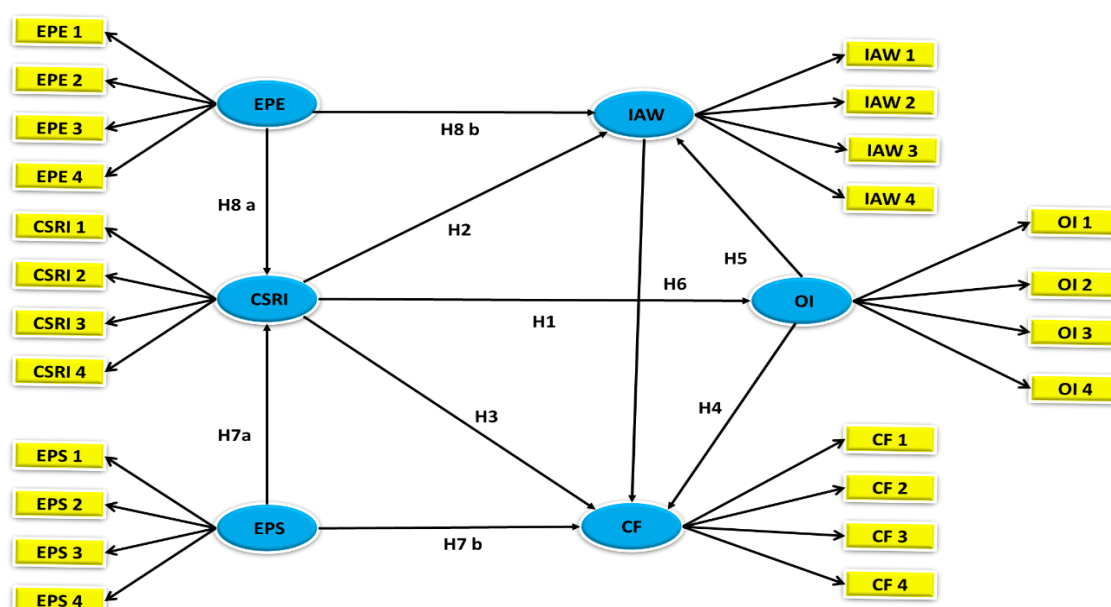 EPE 1
EPE 2
EPE 3
EPE 4
EPE
H8 b
IAW
IAW 1
IAW 2
IAW 3
IAW 4
H8 a
CSRI 1
CSRI 2
CSRI 3
CSRI 4
CSRI
H2
H5
H6
H1
OI
OI 1
OI 2
OI 3
OI 4
H3
H4
H7a
EPS 1
EPS 2
EPS 3
EPS 4
EPS
H7 b
CF
CF 1
CF 2
CF 3
CF 4